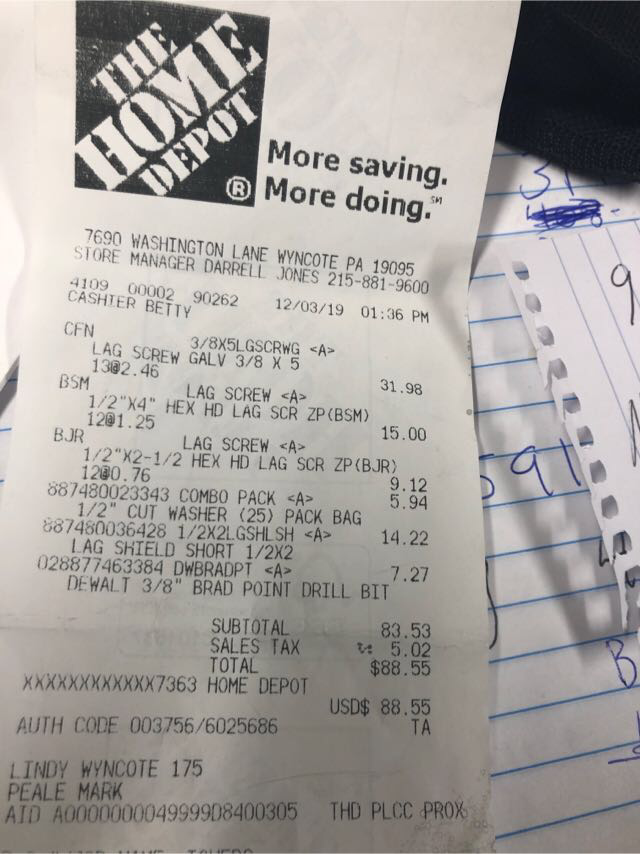 THE
HOME
DEPOT
®
More saving.
More doing.℠
7690 WASHINGTON LANE WYNCOTE PA 19095
STORE MANAGER DARRELL JONES 215-881-9600
4109 00002 90262 12/03/19 01:36 PM
CASHIER BETTY
CFN 3/8X5LGSCRWG <A>
LAG SCREW GALV 3/8 X 5
13@2.46 31.98
BSM LAG SCREW <A>
1/2"X4" HEX HD LAG SCR ZP(BSM)
12@1.25 15.00
BJR LAG SCREW <A>
1/2"X2-1/2 HEX HD LAG SCR ZP(BJR)
12@0.76 9.12
887480023343 COMBO PACK <A> 5.94
1/2" CUT WASHER (25) PACK BAG
887480036428 1/2X2LGSHLSH <A> 14.22
LAG SHIELD SHORT 1/2X2
028877463384 DWBRADPT <A> 7.27
DEWALT 3/8" BRAD POINT DRILL BIT
SUBTOTAL 83.53
SALES TAX 5.02
TOTAL $88.55
XXXXXXXXXXXX7363 HOME DEPOT
USD$ 88.55
AUTH CODE 003756/6025686 TA
LINDY WYNCOTE 175
PEALE MARK
AID A0000000049999D8400305 THD PLCC PROX
31
9
591
B